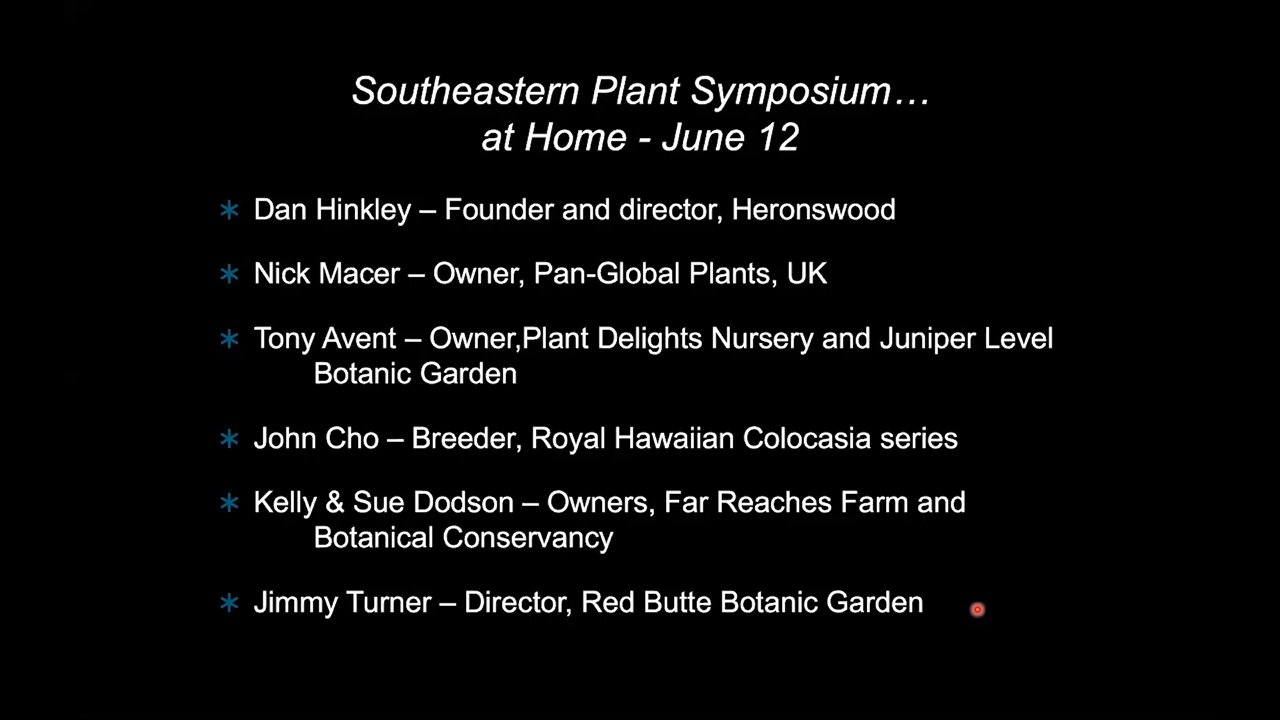 Southeastern Plant Symposium…
at Home - June 12
Dan Hinkley – Founder and director, Heronswood
Nick Macer – Owner, Pan-Global Plants, UK
Tony Avent – Owner,Plant Delights Nursery and Juniper Level
Botanic Garden
John Cho – Breeder, Royal Hawaiian Colocasia series
Kelly & Sue Dodson – Owners, Far Reaches Farm and
Botanical Conservancy
Jimmy Turner – Director, Red Butte Botanic Garden